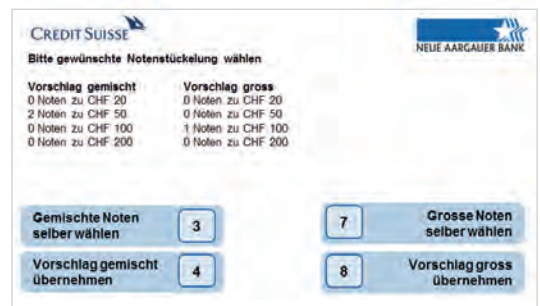 CREDIT SUISSE
NEUE AARGAUER BANK
Bitte gewünschte Notenstückelung wählen
Vorschlag gemischt
0 Noten zu CHF 20
2 Noten zu CHF 50
0 Noten zu CHF 100
0 Noten zu CHF 200
Vorschlag gross
0 Noten zu CHF 20
0 Noten zu CHF 50
1 Noten zu CHF 100
0 Noten zu CHF 200
Gemischte Noten
selber wählen
3
7
Grosse Noten
selber wählen
Vorschlag gemischt
übernehmen
4
8
Vorschlag gross
übernehmen